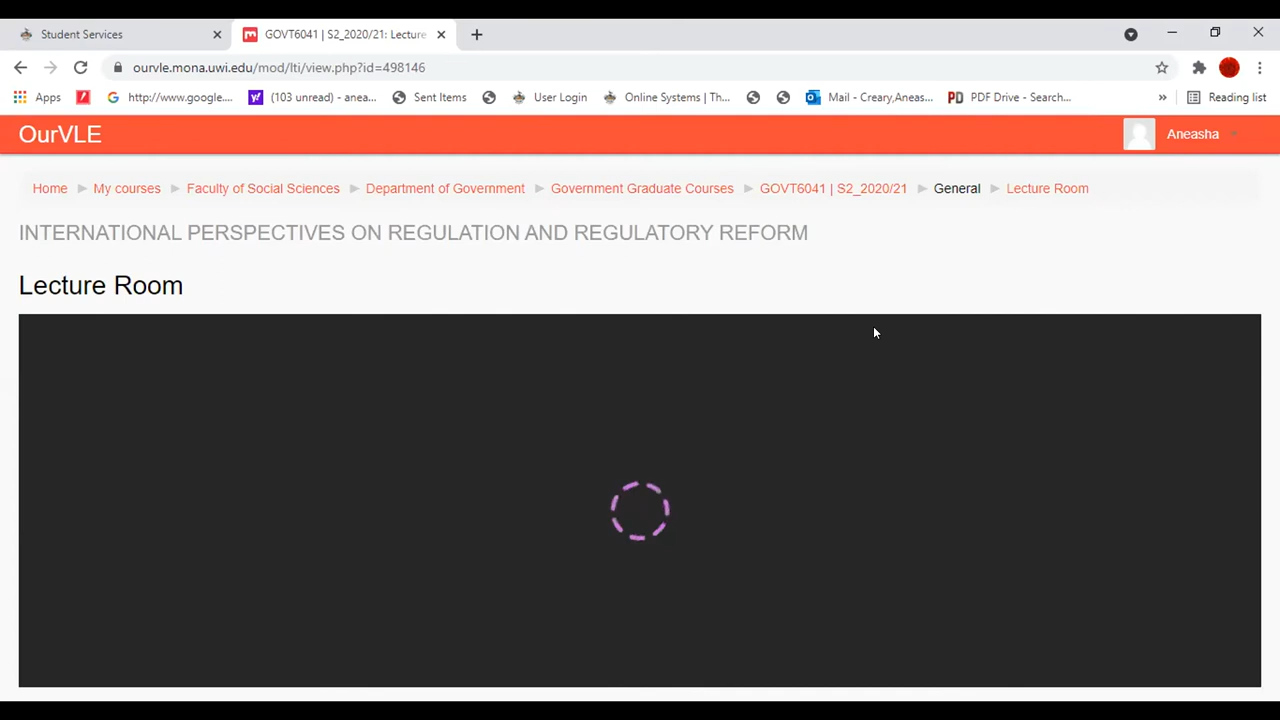 Student Services
GOVT6041 | S2_2020/21: Lecture
ourvle.mona.uwi.edu/mod/lti/view.php?id=498146
Apps http://www.google.... (103 unread) - anea... Sent Items User Login Online Systems | Th... Mail - Creary,Aneas... PDF Drive - Search... » Reading list
OurVLE
Aneasha
Home My courses Faculty of Social Sciences Department of Government Government Graduate Courses GOVT6041 | S2_2020/21 General Lecture Room
INTERNATIONAL PERSPECTIVES ON REGULATION AND REGULATORY REFORM
Lecture Room